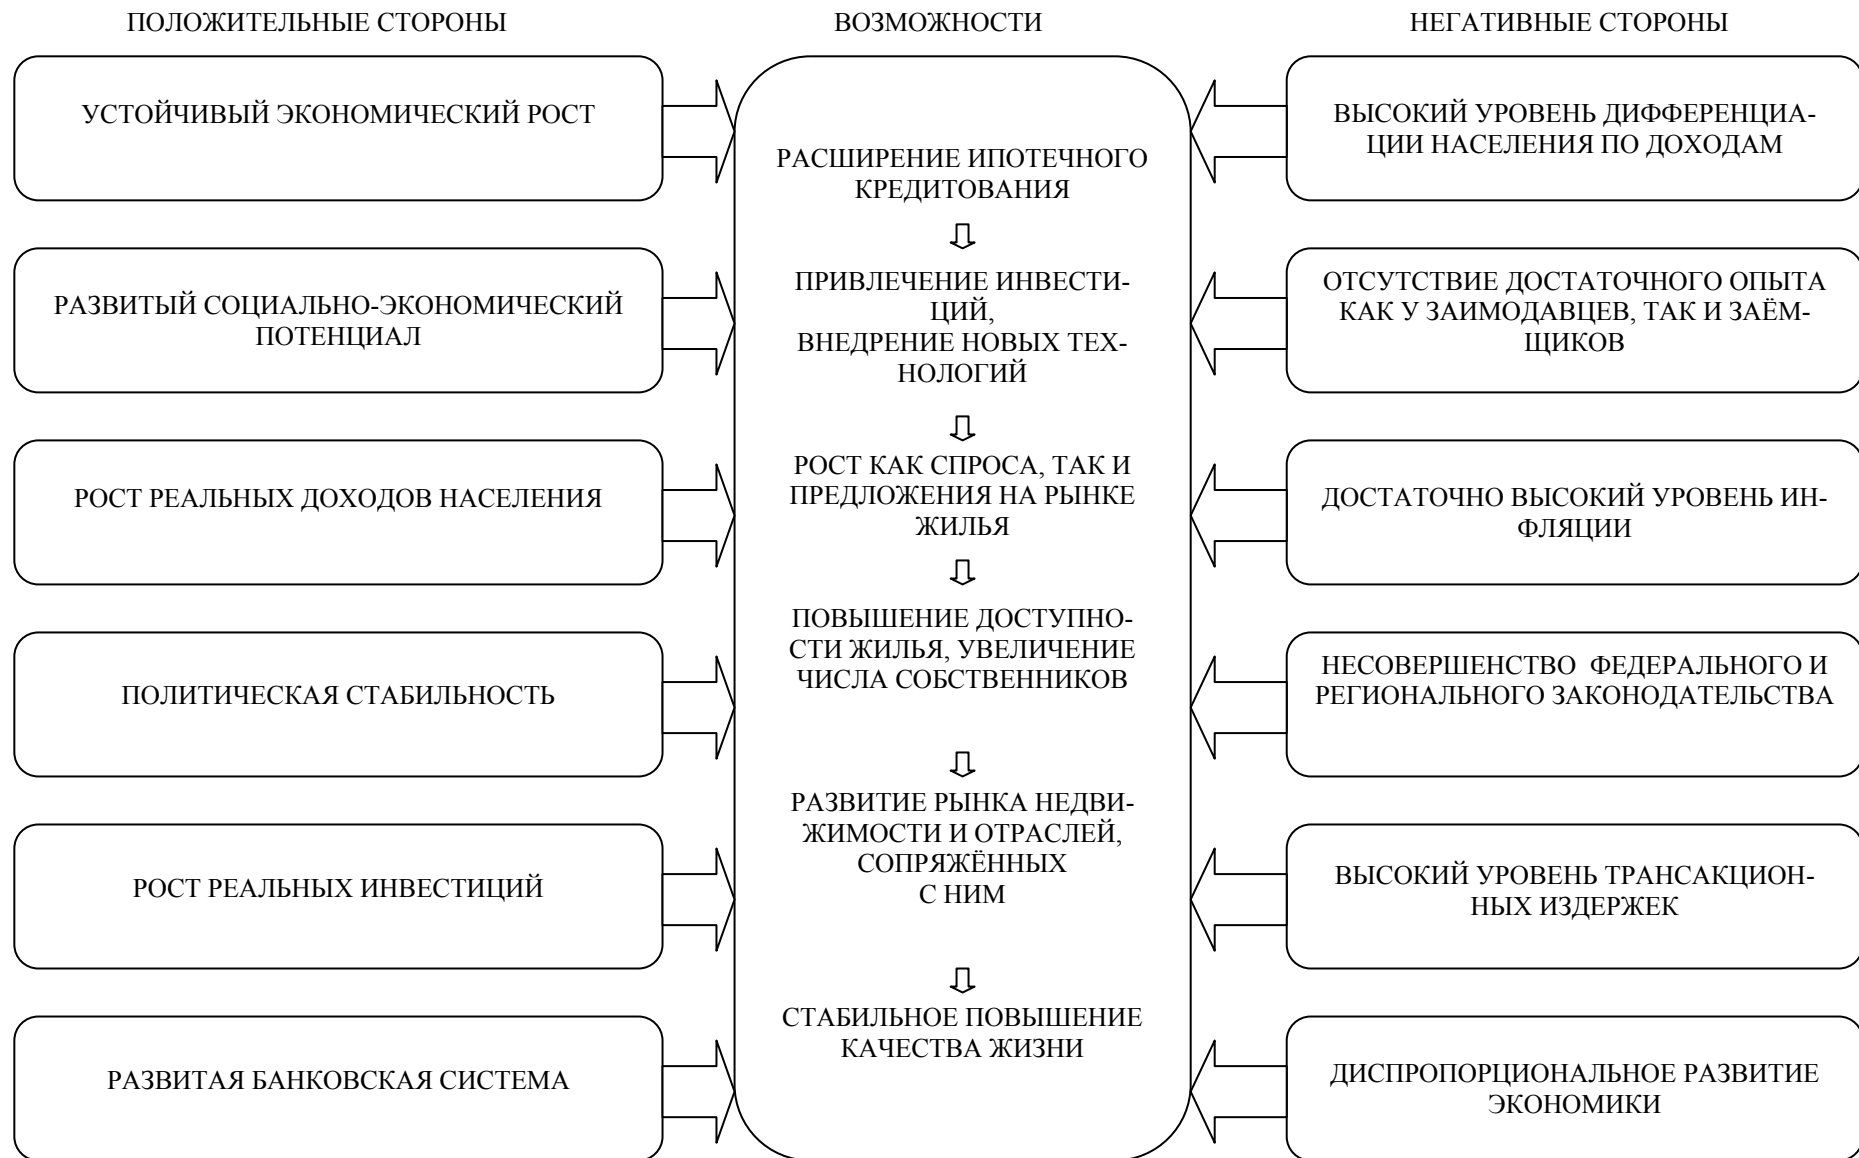 ПОЛОЖИТЕЛЬНЫЕ СТОРОНЫ
УСТОЙЧИВЫЙ ЭКОНОМИЧЕСКИЙ РОСТ
РАЗВИТЫЙ СОЦИАЛЬНО-ЭКОНОМИЧЕСКИЙ
ПОТЕНЦИАЛ
РОСТ РЕАЛЬНЫХ ДОХОДОВ НАСЕЛЕНИЯ
ПОЛИТИЧЕСКАЯ СТАБИЛЬНОСТЬ
РОСТ РЕАЛЬНЫХ ИНВЕСТИЦИЙ
РАЗВИТАЯ БАНКОВСКАЯ СИСТЕМА
ВОЗМОЖНОСТИ
РАСШИРЕНИЕ ИПОТЕЧНОГО
КРЕДИТОВАНИЯ
ПРИВЛЕЧЕНИЕ ИНВЕСТИ-
ЦИЙ,
ВНЕДРЕНИЕ НОВЫХ ТЕХ-
НОЛОГИЙ
РОСТ КАК СПРОСА, ТАК И
ПРЕДЛОЖЕНИЯ НА РЫНКЕ
ЖИЛЬЯ
ПОВЫШЕНИЕ ДОСТУПНО-
СТИ ЖИЛЬЯ, УВЕЛИЧЕНИЕ
ЧИСЛА СОБСТВЕННИКОВ
РАЗВИТИЕ РЫНКА НЕДВИ-
ЖИМОСТИ И ОТРАСЛЕЙ,
СОПРЯЖЁННЫХ
С НИМ
СТАБИЛЬНОЕ ПОВЫШЕНИЕ
КАЧЕСТВА ЖИЗНИ
НЕГАТИВНЫЕ СТОРОНЫ
ВЫСОКИЙ УРОВЕНЬ ДИФФЕРЕНЦИА-
ЦИИ НАСЕЛЕНИЯ ПО ДОХОДАМ
ОТСУТСТВИЕ ДОСТАТОЧНОГО ОПЫТА
КАК У ЗАИМОДАВЦЕВ, ТАК И ЗАЁМ-
ЩИКОВ
ДОСТАТОЧНО ВЫСОКИЙ УРОВЕНЬ ИН-
ФЛЯЦИИ
НЕСОВЕРШЕНСТВО ФЕДЕРАЛЬНОГО И
РЕГИОНАЛЬНОГО ЗАКОНОДАТЕЛЬСТВА
ВЫСОКИЙ УРОВЕНЬ ТРАНСАКЦИОН-
НЫХ ИЗДЕРЖЕК
ДИСПРОПОРЦИОНАЛЬНОЕ РАЗВИТИЕ
ЭКОНОМИКИ